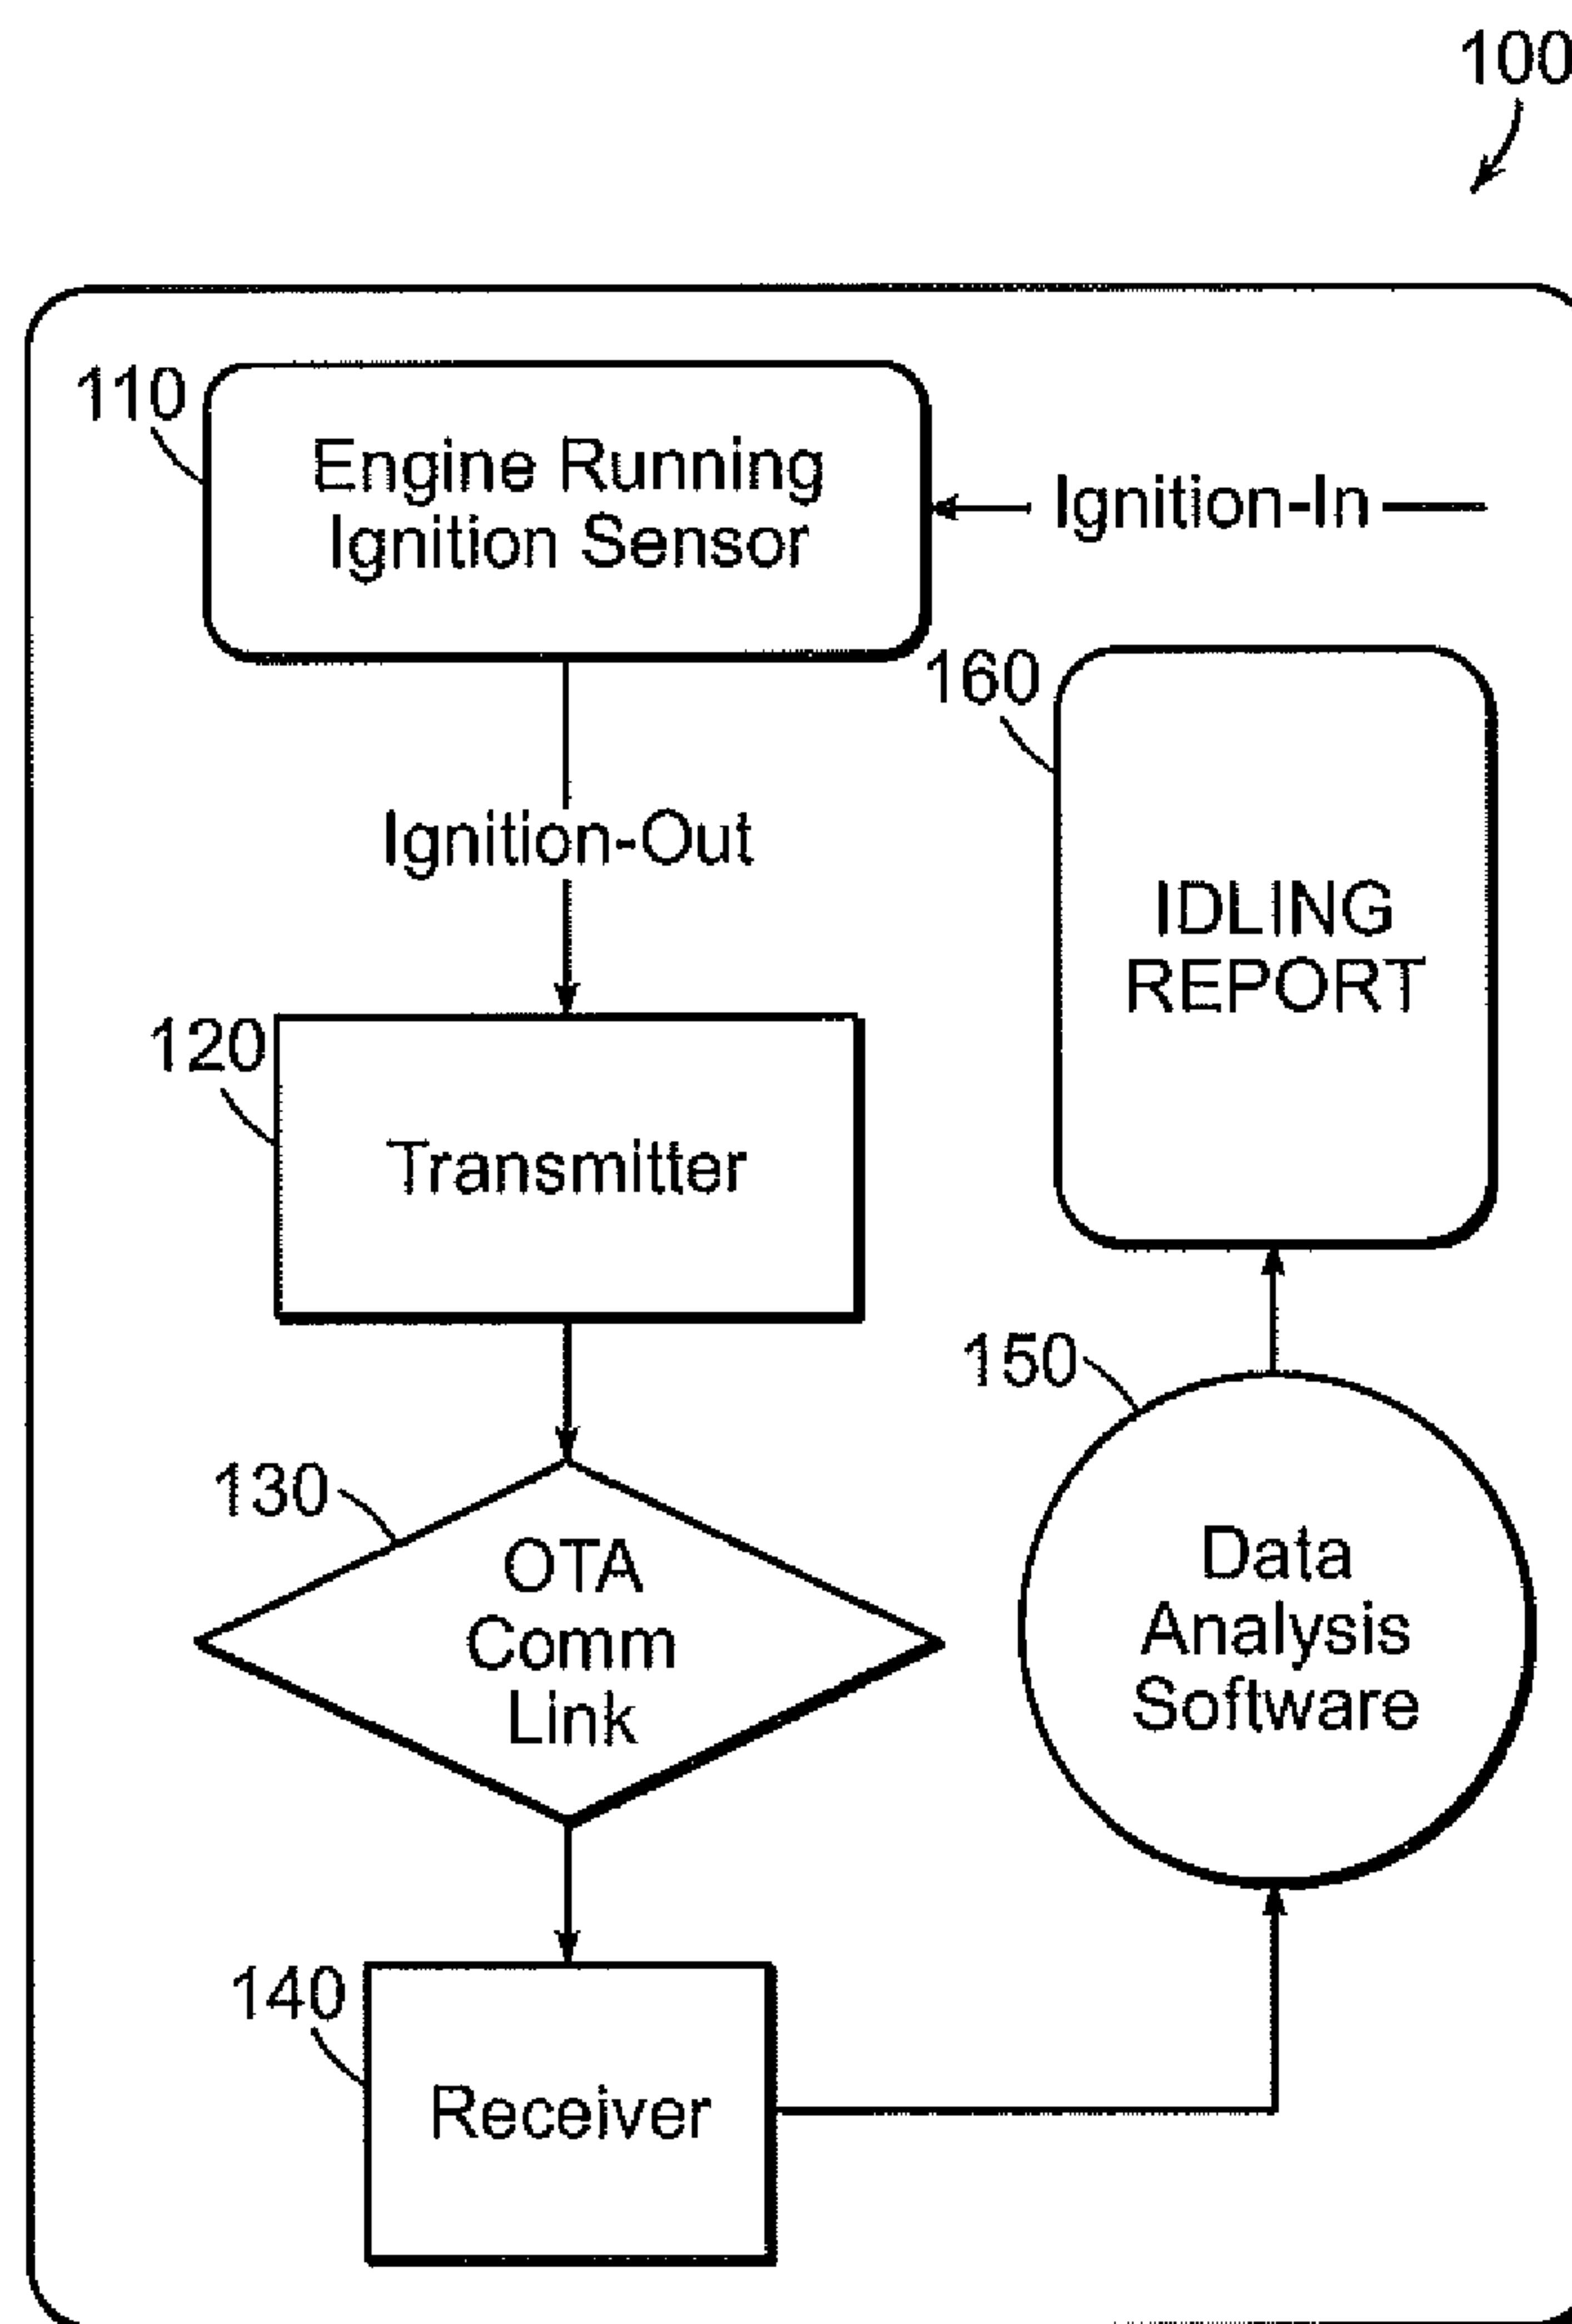 100
110
Engine Running
Ignition Sensor
Ignition-In
160
Ignition-Out
IDLING
REPORT
120
Transmitter
150
130
OTA
Comm
Link
Data
Analysis
Software
140
Receiver